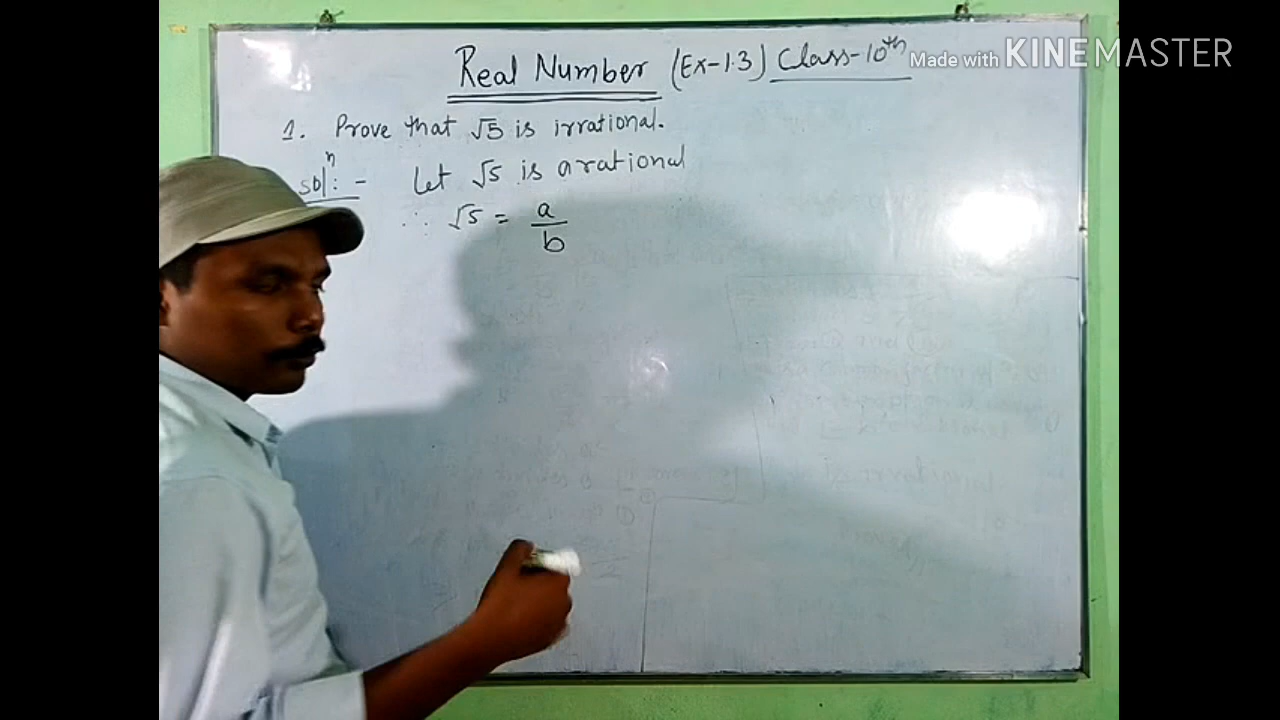 Real Number (Ex-1.3) Class-10th
Made with KINEMASTER
1. Prove that √5 is irrational.
soln:- Let √5 is a rational
∴ √5 = a/b